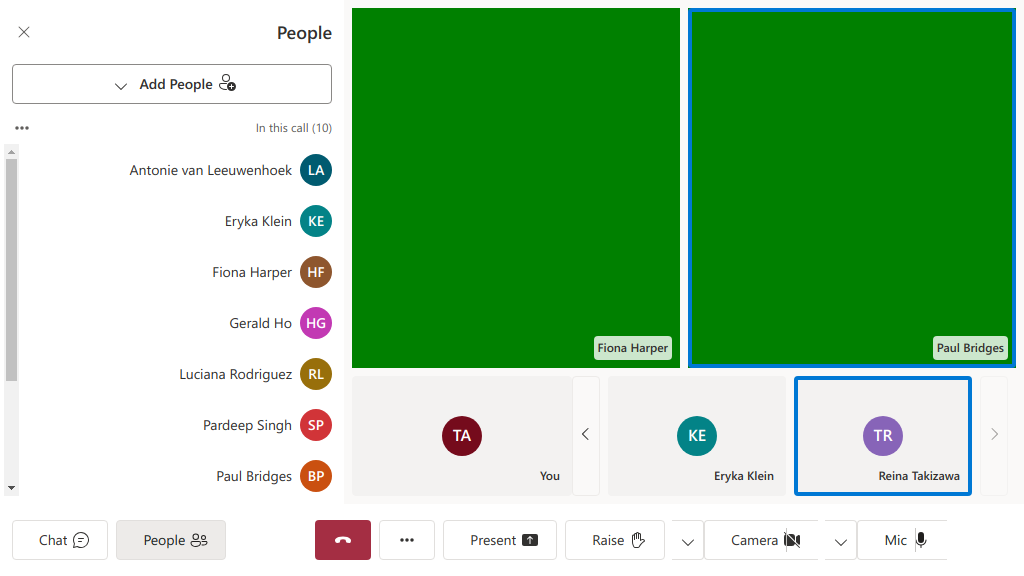 People
Add People
In this call (10)
Antonie van Leeuwenhoek LA
Eryka Klein KE
Fiona Harper HF
Gerald Ho HG
Luciana Rodriguez RL
Pardeep Singh SP
Paul Bridges BP
Fiona Harper
Paul Bridges
TA
You
KE
Eryka Klein
TR
Reina Takizawa
Chat
People
Present
Raise
Camera
Mic